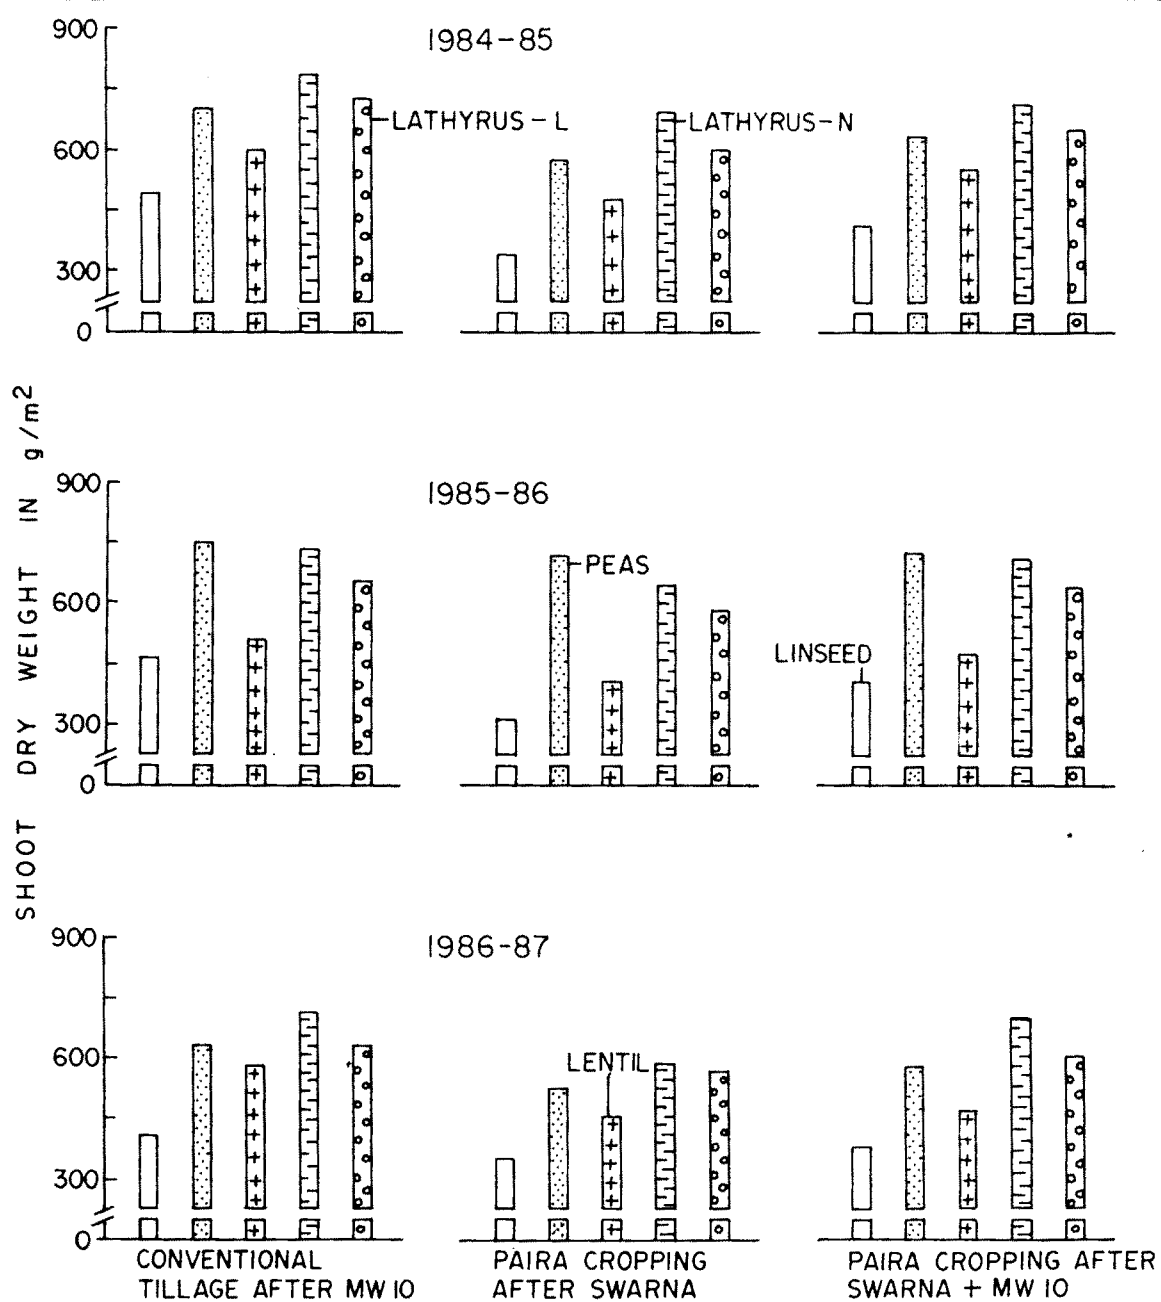 1984-85
900
600
300
0
LATHYRUS-L
LATHYRUS-N
1985-86
900
600
300
0
PEAS
LINSEED
1986-87
900
600
300
0
LENTIL
SHOOT DRY WEIGHT IN g/m²
CONVENTIONAL
TILLAGE AFTER MW 10
PAIRA CROPPING
AFTER SWARNA
PAIRA CROPPING AFTER
SWARNA + MW 10